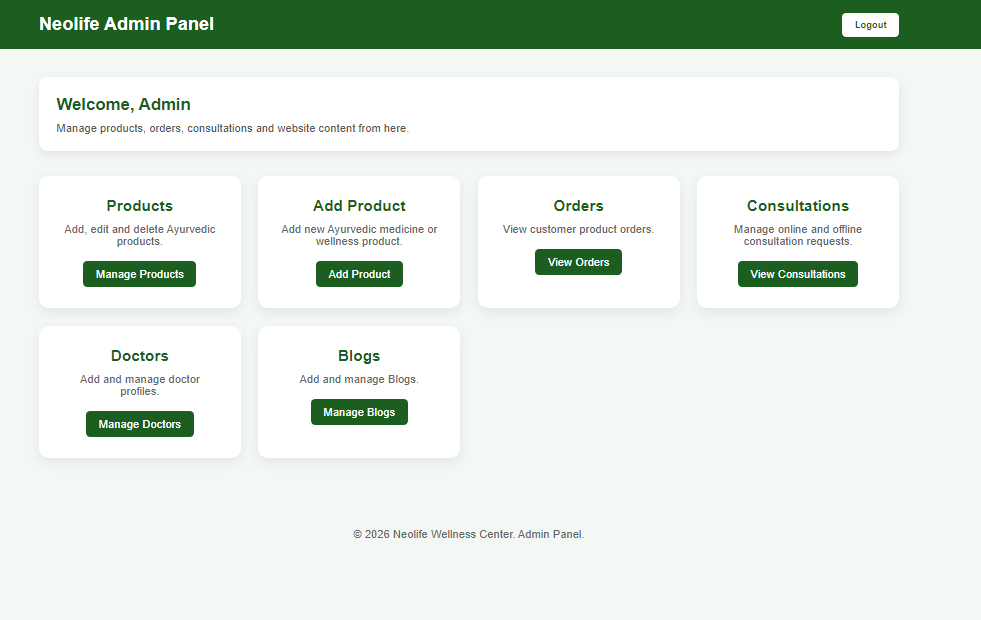 Neolife Admin Panel
Logout
Welcome, Admin
Manage products, orders, consultations and website content from here.
Products
Add, edit and delete Ayurvedic
products.
Manage Products
Add Product
Add new Ayurvedic medicine or
wellness product.
Add Product
Orders
View customer product orders.
View Orders
Consultations
Manage online and offline
consultation requests.
View Consultations
Doctors
Add and manage doctor
profiles.
Manage Doctors
Blogs
Add and manage Blogs.
Manage Blogs
© 2026 Neolife Wellness Center. Admin Panel.